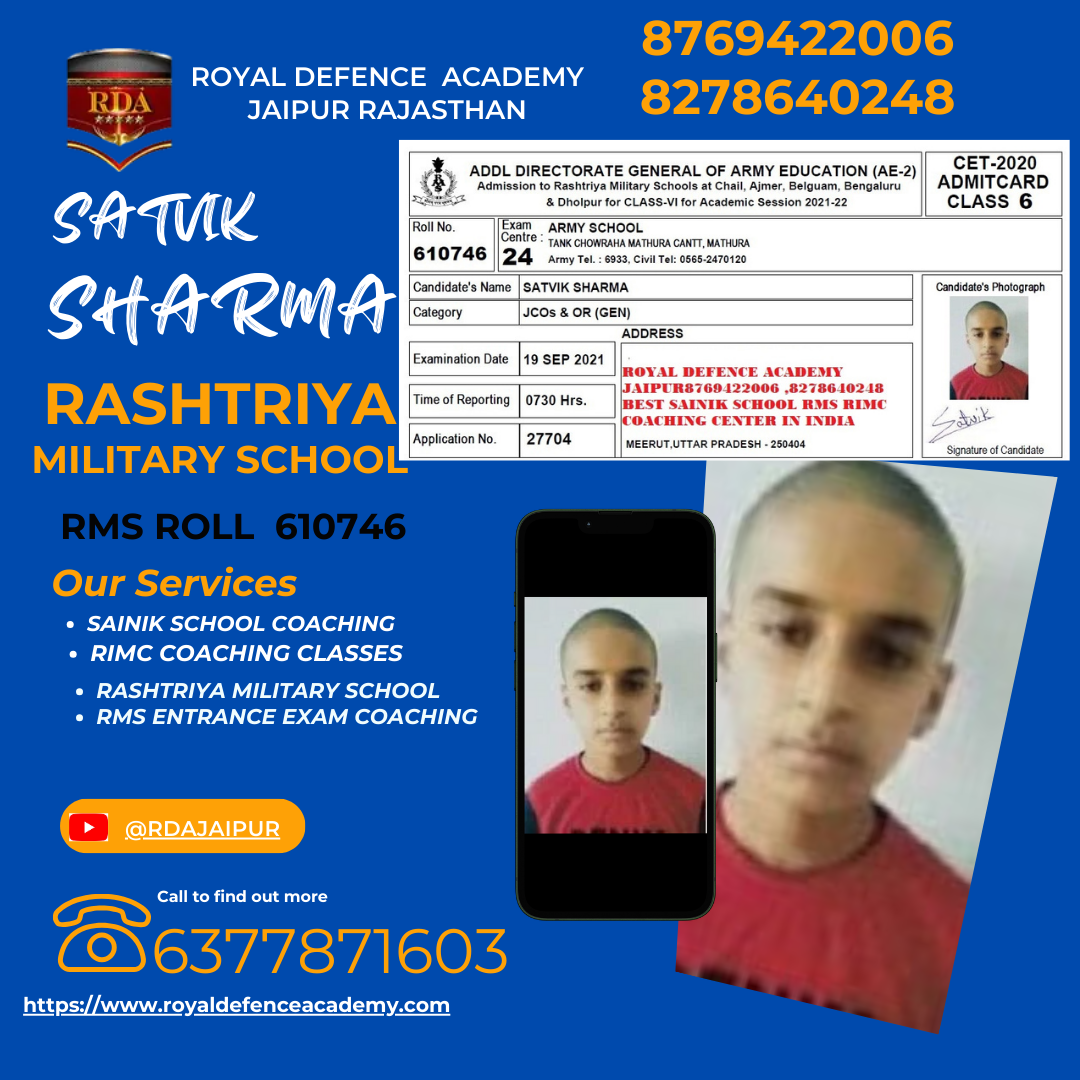 8769422006
8278640248
ROYAL DEFENCE ACADEMY
JAIPUR RAJASTHAN
RDA
SATVIK
SHARMA
RASHTRIYA
MILITARY SCHOOL
RMS ROLL 610746
ADDL DIRECTORATE GENERAL OF ARMY EDUCATION (AE-2)
Admission to Rashtriya Military Schools at Chail, Ajmer, Belguam, Bengaluru
& Dholpur for CLASS-VI for Academic Session 2021-22
CET-2020
ADMITCARD
CLASS 6
Roll No.
610746
Exam
Centre :
24
ARMY SCHOOL
TANK CHOWRAHA MATHURA CANTT, MATHURA
Army Tel. : 6933, Civil Tel: 0565-2470120
Candidate's Name SATVIK SHARMA
Category JCOs & OR (GEN)
ADDRESS
Examination Date 19 SEP 2021
Time of Reporting 0730 Hrs.
Application No. 27704
ROYAL DEFENCE ACADEMY
JAIPUR8769422006 ,8278640248
BEST SAINIK SCHOOL RMS RIMC
COACHING CENTER IN INDIA
MEERUT,UTTAR PRADESH - 250404
Candidate's Photograph
Satvik
Signature of Candidate
Our Services
• SAINIK SCHOOL COACHING
• RIMC COACHING CLASSES
• RASHTRIYA MILITARY SCHOOL
• RMS ENTRANCE EXAM COACHING
@RDAJAIPUR
Call to find out more
6377871603
https://www.royaldefenceacademy.com